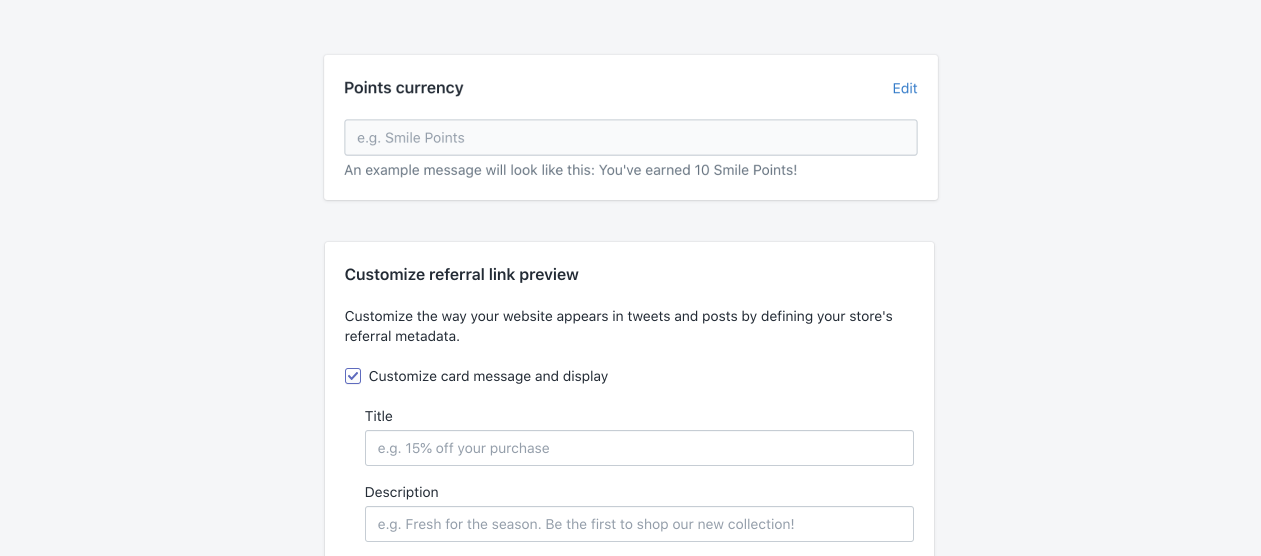 Points currency
Edit
e.g. Smile Points
An example message will look like this: You've earned 10 Smile Points!
Customize referral link preview
Customize the way your website appears in tweets and posts by defining your store's
referral metadata.
Customize card message and display
Title
e.g. 15% off your purchase
Description
e.g. Fresh for the season. Be the first to shop our new collection!